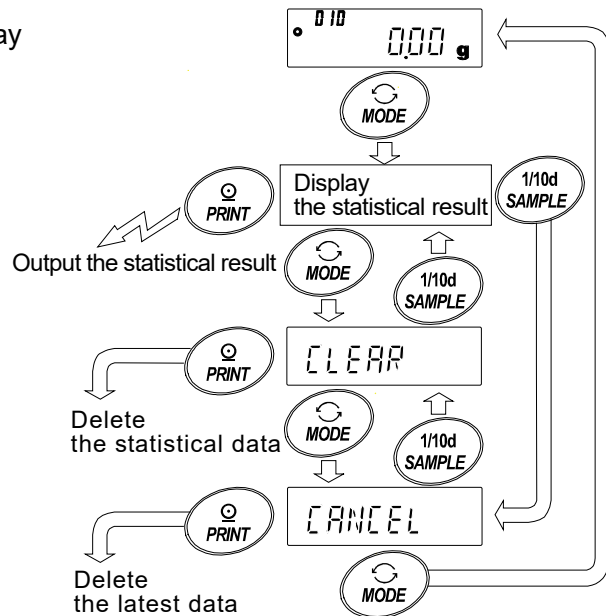 ay
010
0.00 g
MODE
Display
the statistical result
1/10d
SAMPLE
PRINT
Output the statistical result
MODE
1/10d
SAMPLE
PRINT
CLEAR
Delete
the statistical data
MODE
1/10d
SAMPLE
PRINT
CANCEL
Delete
the latest data
MODE